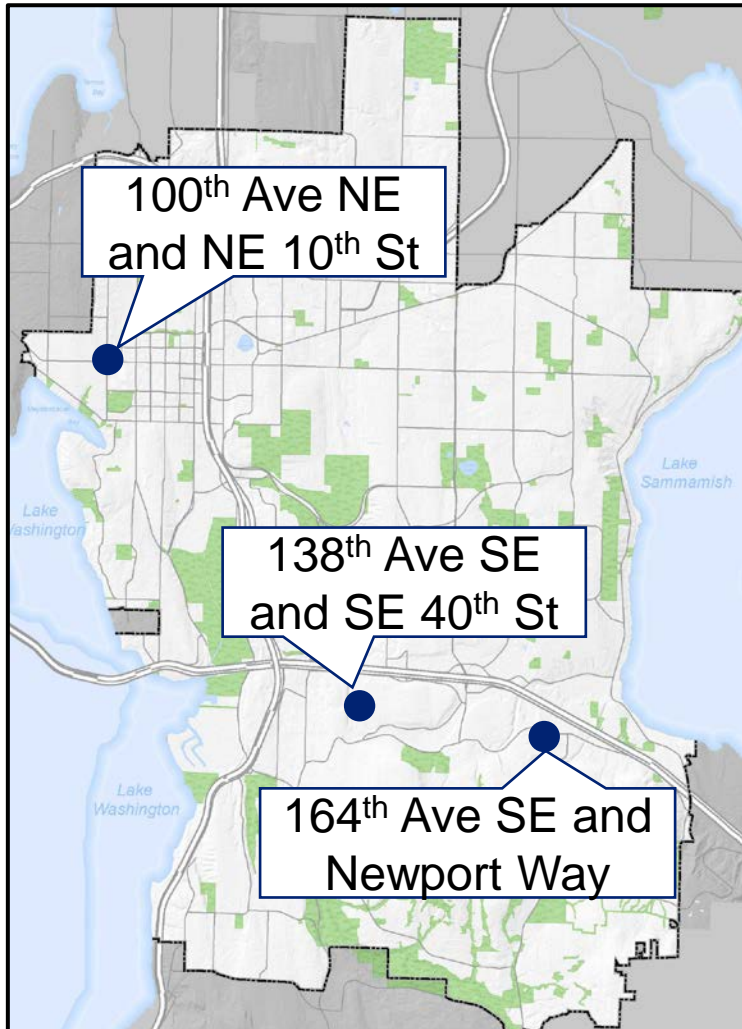 100th Ave NE
and NE 10th St
Lake
Sammamish
Lake
Washington
138th Ave SE
and SE 40th St
Lake
Washington
164th Ave SE and
Newport Way